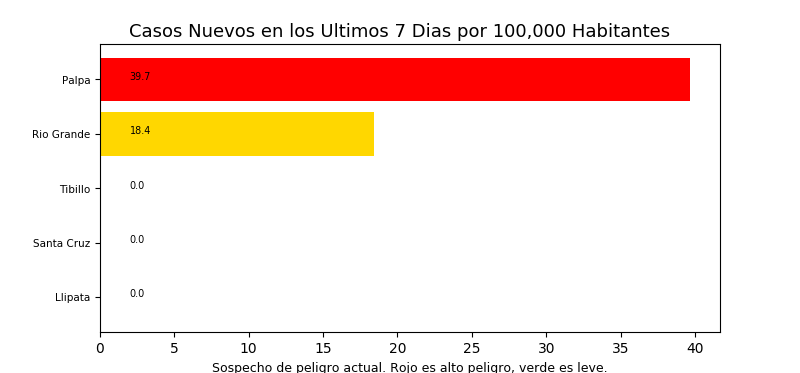 Casos Nuevos en los Ultimos 7 Dias por 100,000 Habitantes
Palpa 39.7
Rio Grande 18.4
Tibillo 0.0
Santa Cruz 0.0
Llipata 0.0
0 5 10 15 20 25 30 35 40
Sospecho de peligro actual. Rojo es alto peligro, verde es leve.